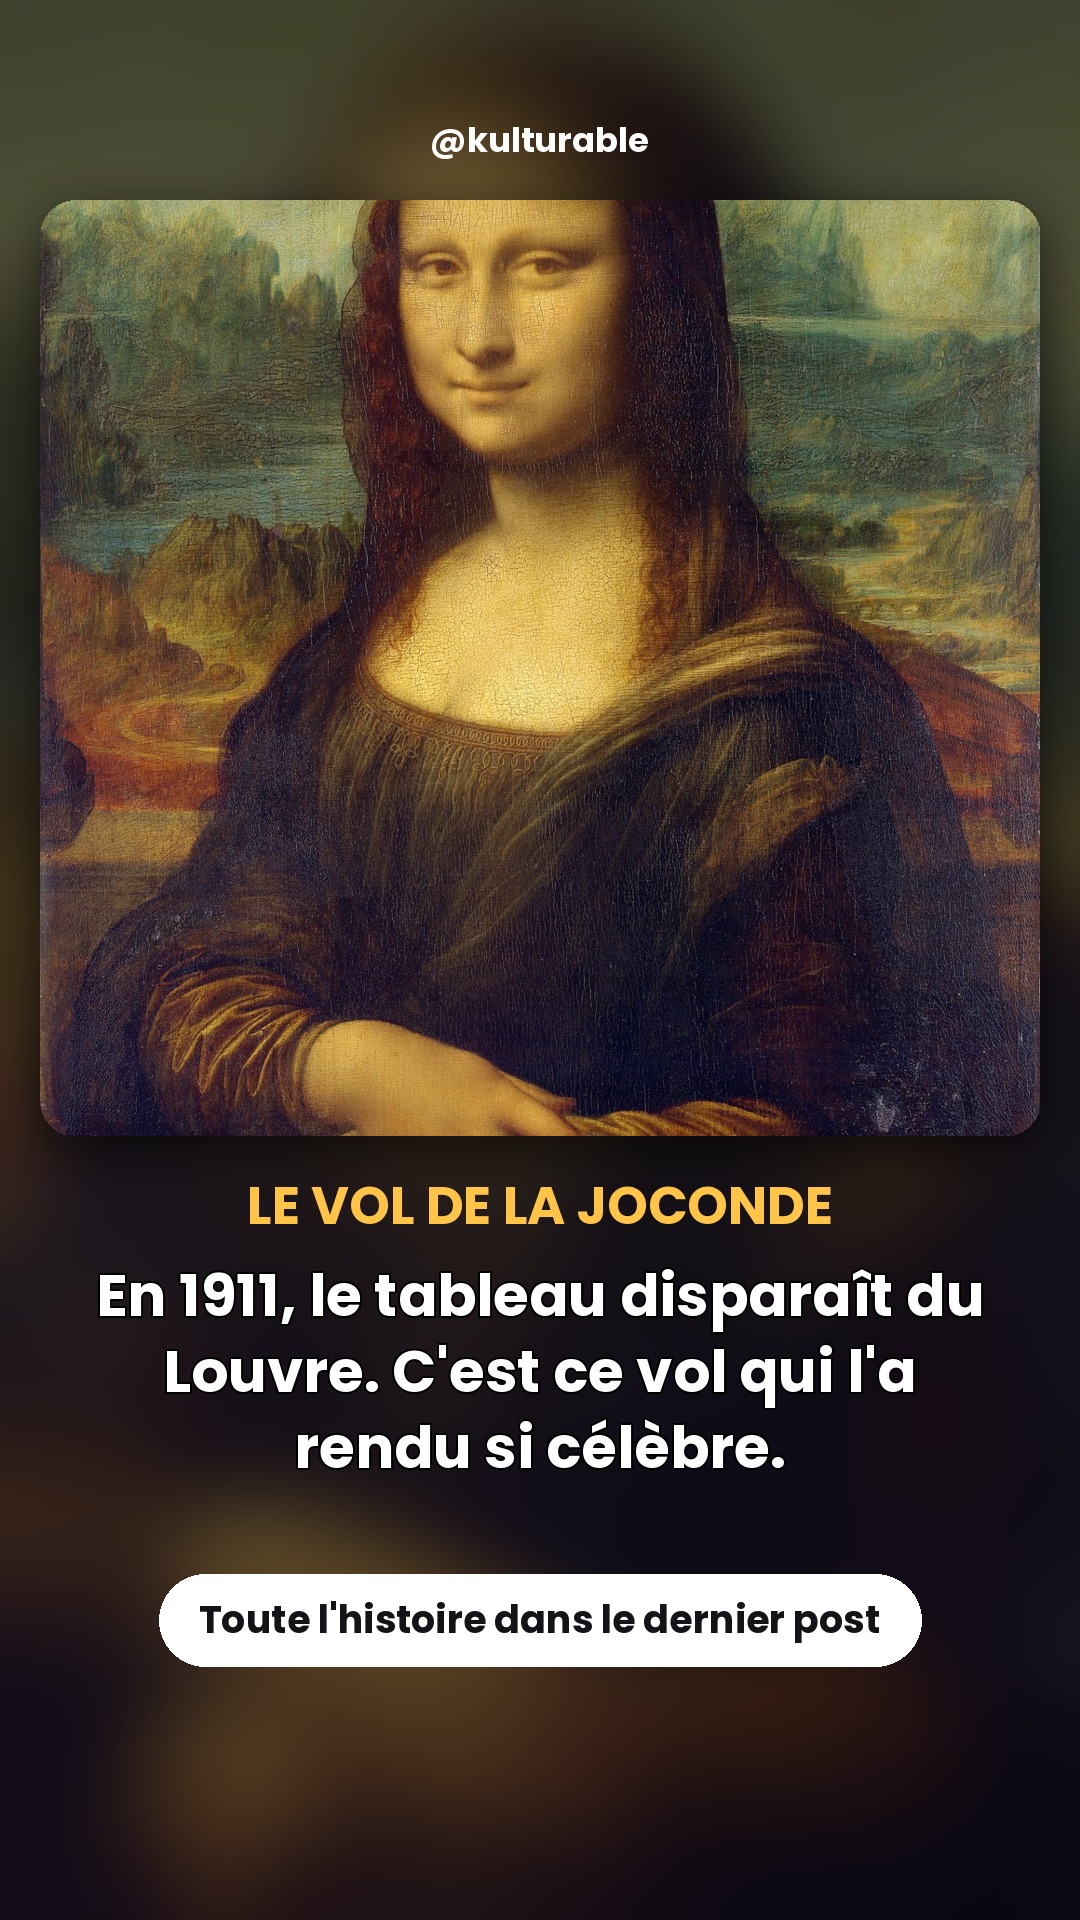 @kulturable
LE VOL DE LA JOCONDE
En 1911, le tableau disparaît du
Louvre. C'est ce vol qui l'a
rendu si célèbre.
Toute l'histoire dans le dernier post